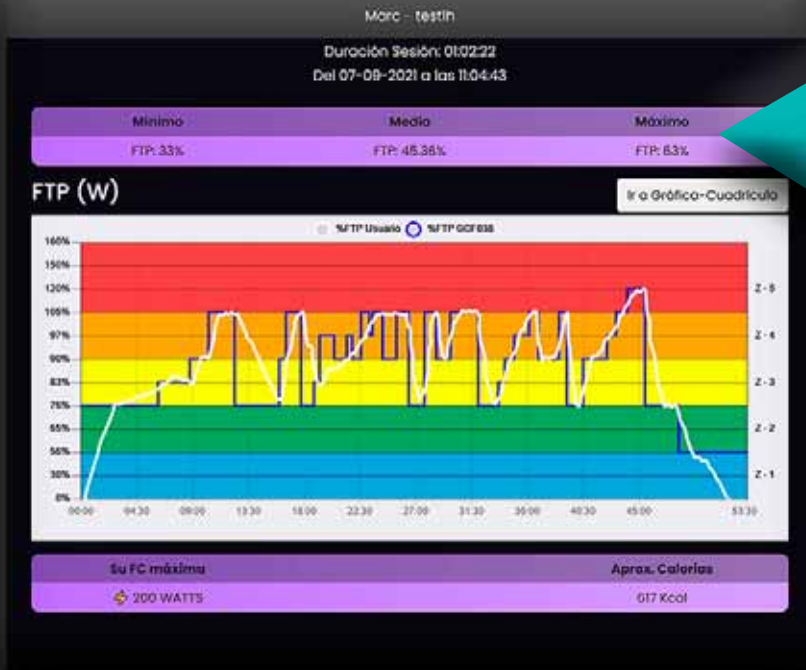 Marc - testIn
Duración Sesión: 01:02:22
Del 07-09-2021 a las 11:04:43
Mínimo Medio Máximo
FTP: 33% FTP: 45.36% FTP: 63%
FTP (W)
Ir a Gráfico-Cuadrícula
%FTP Usuario %FTP
160%
150%
120%
105%
97%
90%
83%
75%
65%
56%
30%
0%
Z - 5
Z - 4
Z - 3
Z - 2
Z - 1
00:00 04:30 09:00 13:30 18:00 22:30 27:00 31:30 36:00 40:30 45:00 53:30
Su FC máxima Aprox. Calorías
200 WATTS 617 Kcal